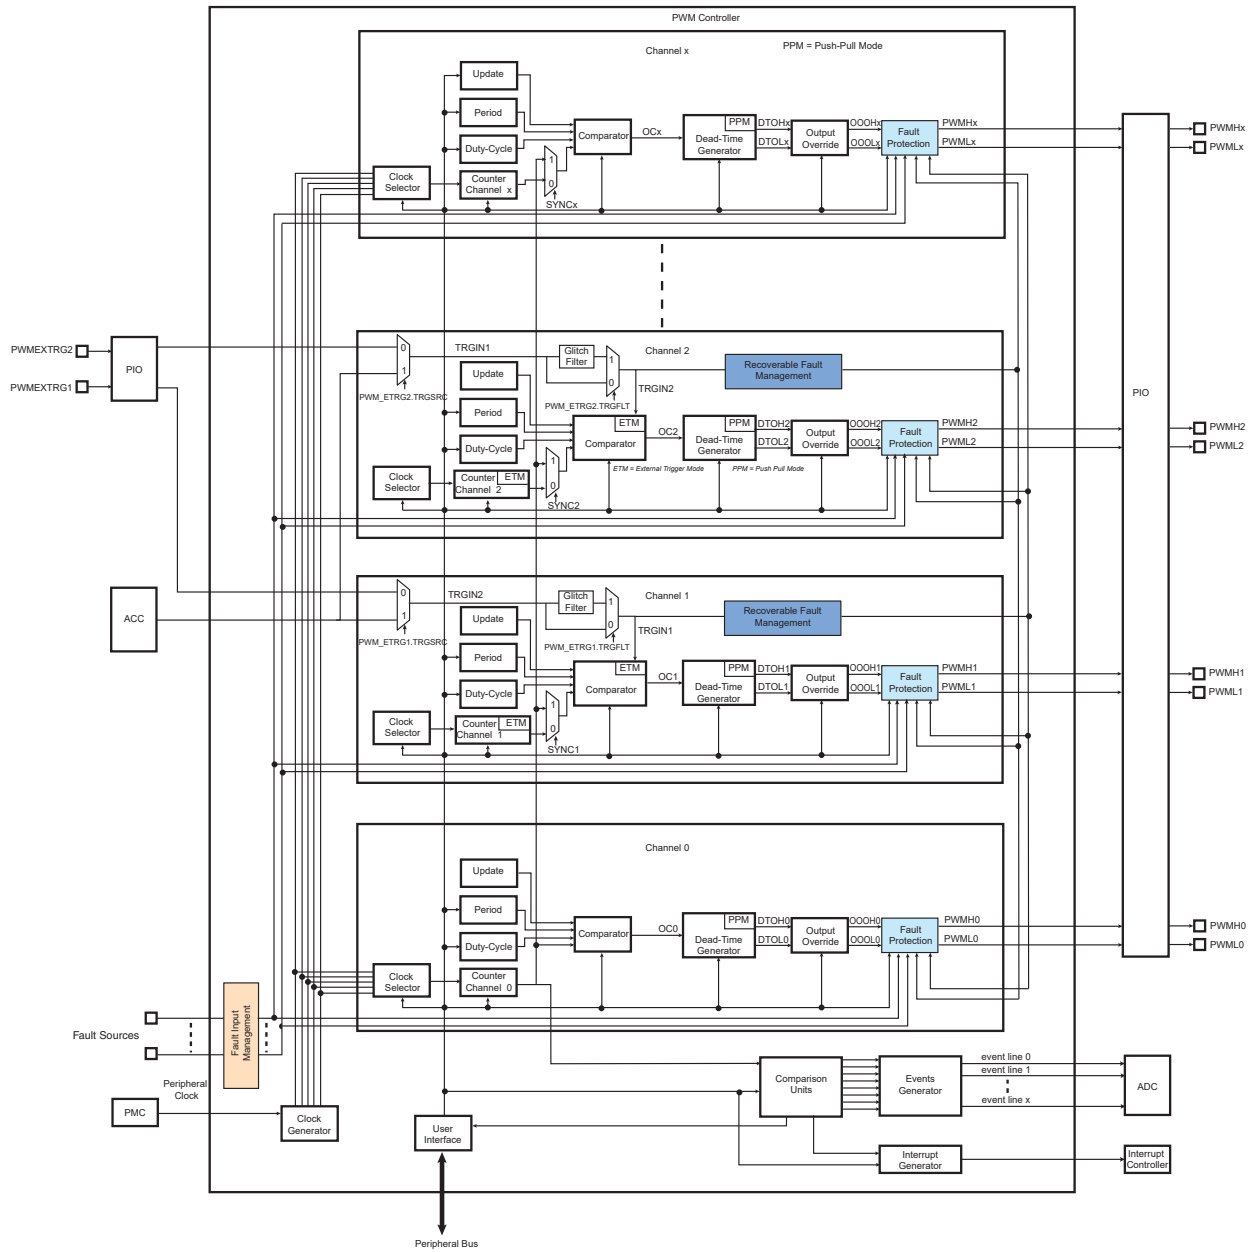 PWM Controller
Channel x
PPM = Push-Pull Mode
Update
Period
Duty-Cycle
Clock
Selector
Counter
Channel x
1
0
SYNCx
Comparator
OCx
PPM
Dead-Time
Generator
DTOHx
DTOLx
Output
Override
OOOHx
OOOLx
Fault
Protection
PWMHx
PWMLx
PWMHx
PWMLx
PWMEXTRG2
PWMEXTRG1
PIO
0
1
TRGIN1
PWM_ETRG2.TRGSRC
Glitch
Filter
1
0
PWM_ETRG2.TRGFLT
Channel 2
TRGIN2
Recoverable Fault
Management
Update
Period
Duty-Cycle
Clock
Selector
Counter
Channel 2
ETM
1
0
SYNC2
ETM
Comparator
OC2
ETM = External Trigger Mode
PPM
Dead-Time
Generator
PPM = Push Pull Mode
DTOH2
DTOL2
Output
Override
OOOH2
OOOL2
Fault
Protection
PWMH2
PWML2
PIO
PWMH2
PWML2
ACC
0
1
TRGIN2
PWM_ETRG1.TRGSRC
Glitch
Filter
1
0
PWM_ETRG1.TRGFLT
Channel 1
TRGIN1
Recoverable Fault
Management
Update
Period
Duty-Cycle
Clock
Selector
Counter
Channel 1
ETM
1
0
SYNC1
ETM
Comparator
OC1
PPM
Dead-Time
Generator
DTOH1
DTOL1
Output
Override
OOOH1
OOOL1
Fault
Protection
PWMH1
PWML1
PWMH1
PWML1
Channel 0
Update
Period
Duty-Cycle
Clock
Selector
Counter
Channel 0
Comparator
OC0
PPM
Dead-Time
Generator
DTOH0
DTOL0
Output
Override
OOOH0
OOOL0
Fault
Protection
PWMH0
PWML0
PWMH0
PWML0
Fault Sources
Fault Input
Management
Peripheral
Clock
PMC
Clock
Generator
User
Interface
Comparison
Units
Events
Generator
event line 0
event line 1
event line x
ADC
Interrupt
Generator
Interrupt
Controller
Peripheral Bus